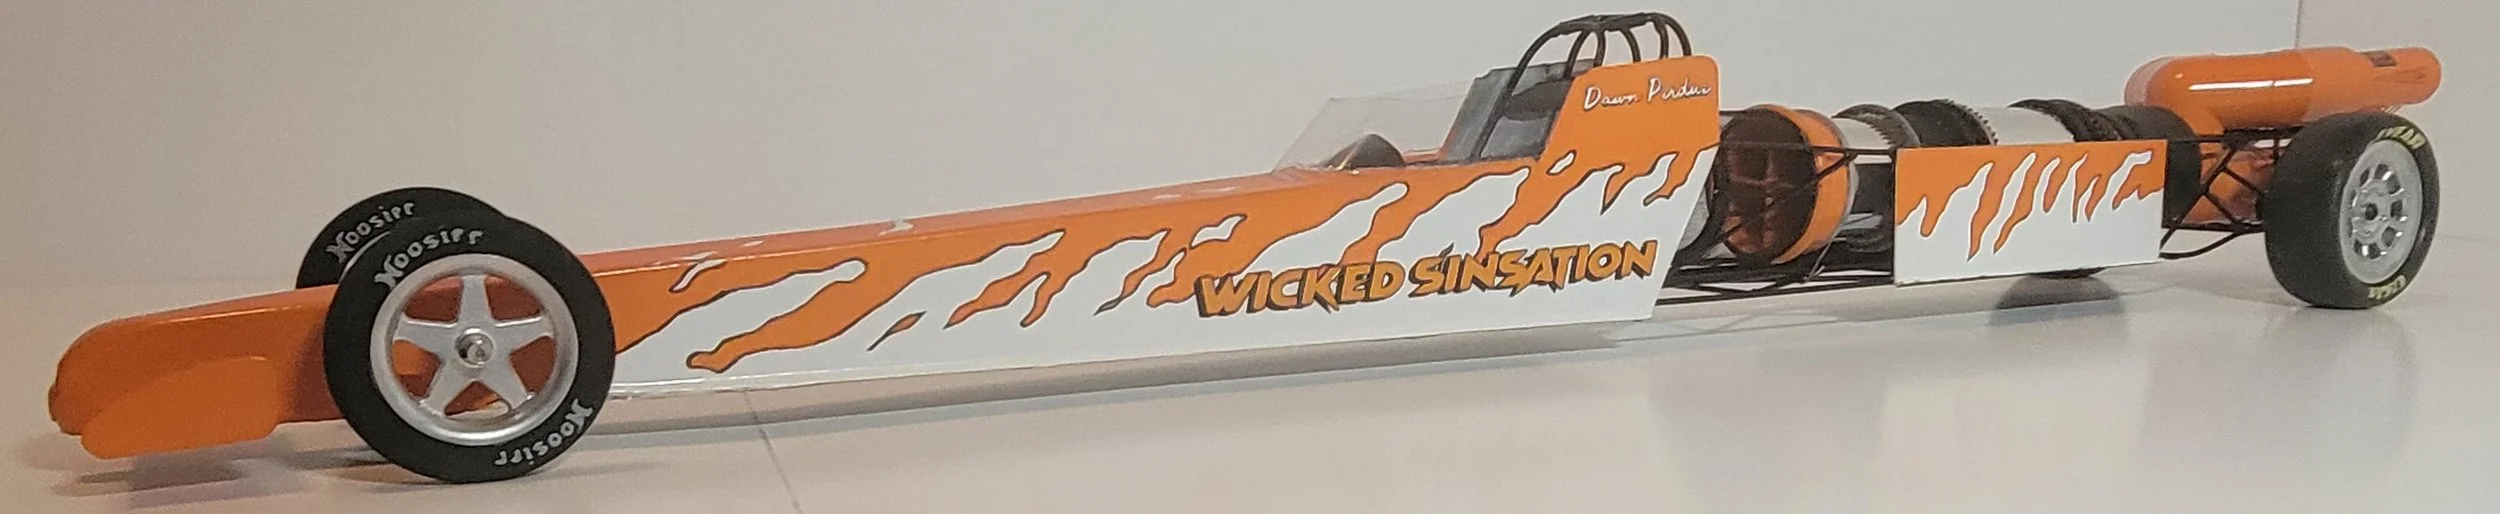 Dawn Perdue
WICKED SINSATION
Hoosier
Hoosier
Hoosier